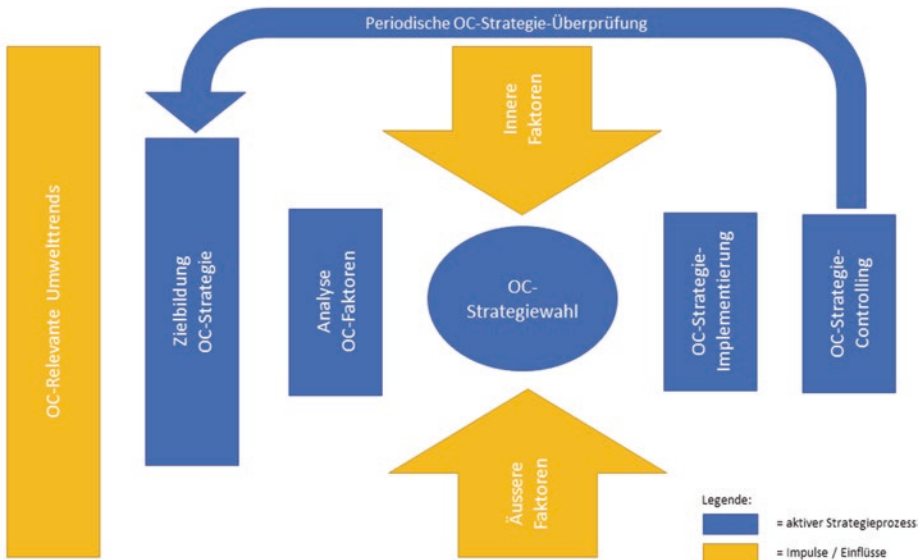 Periodische OC-Strategie-Überprüfung
OC-Relevante Umwelttrends
Zielbildung
OC-Strategie
Analyse
OC-Faktoren
Innere
Faktoren
OC-
Strategiewahl
Äussere
Faktoren
OC-Strategie-
Implementierung
OC-Strategie-
Controlling
Legende:
= aktiver Strategieprozess
= Impulse / Einflüsse